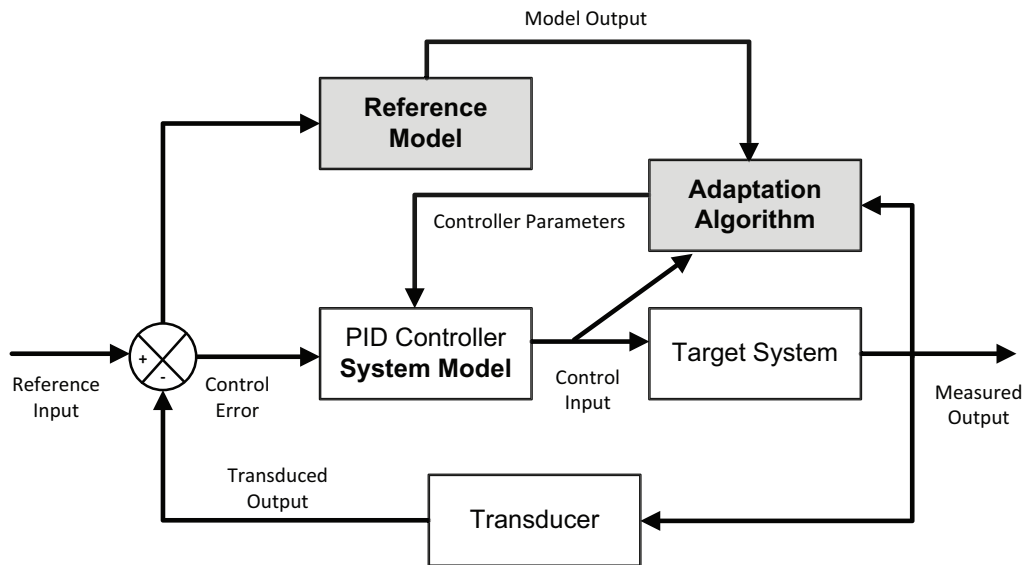 Model Output
Reference
Model
Adaptation
Algorithm
Controller Parameters
PID Controller
System Model
Target System
+
-
Reference
Input
Control
Error
Control
Input
Measured
Output
Transduced
Output
Transducer